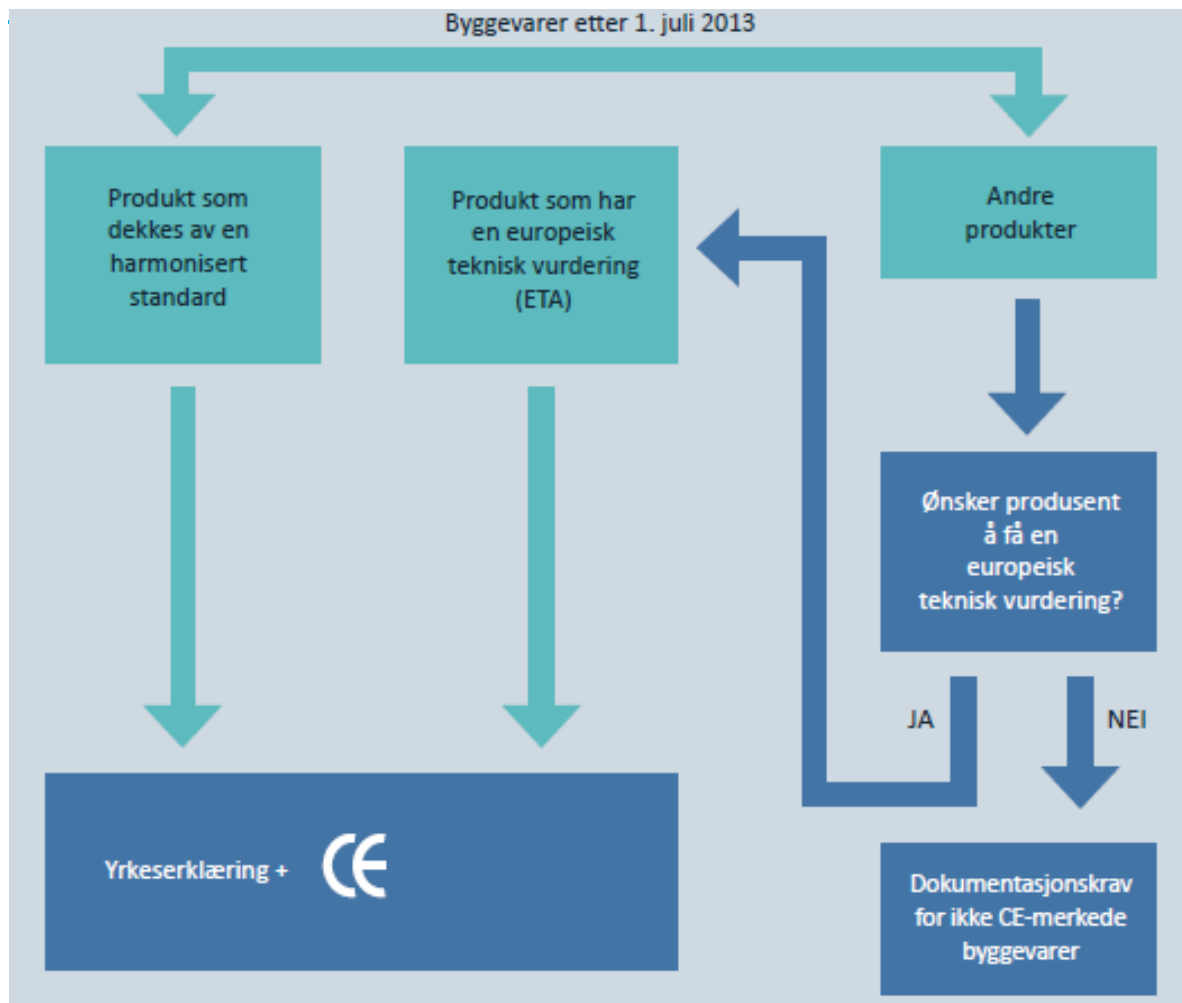 Byggevarer etter 1. juli 2013
Produkt som
dekkes av en
harmonisert
standard
Produkt som har
en europeisk
teknisk vurdering
(ETA)
Andre
produkter
Ønsker produsent
å få en
europeisk
teknisk vurdering?
JA
NEI
Yrkeserklæring + CE
Dokumentasjonskrav
for ikke CE-merkede
byggevarer